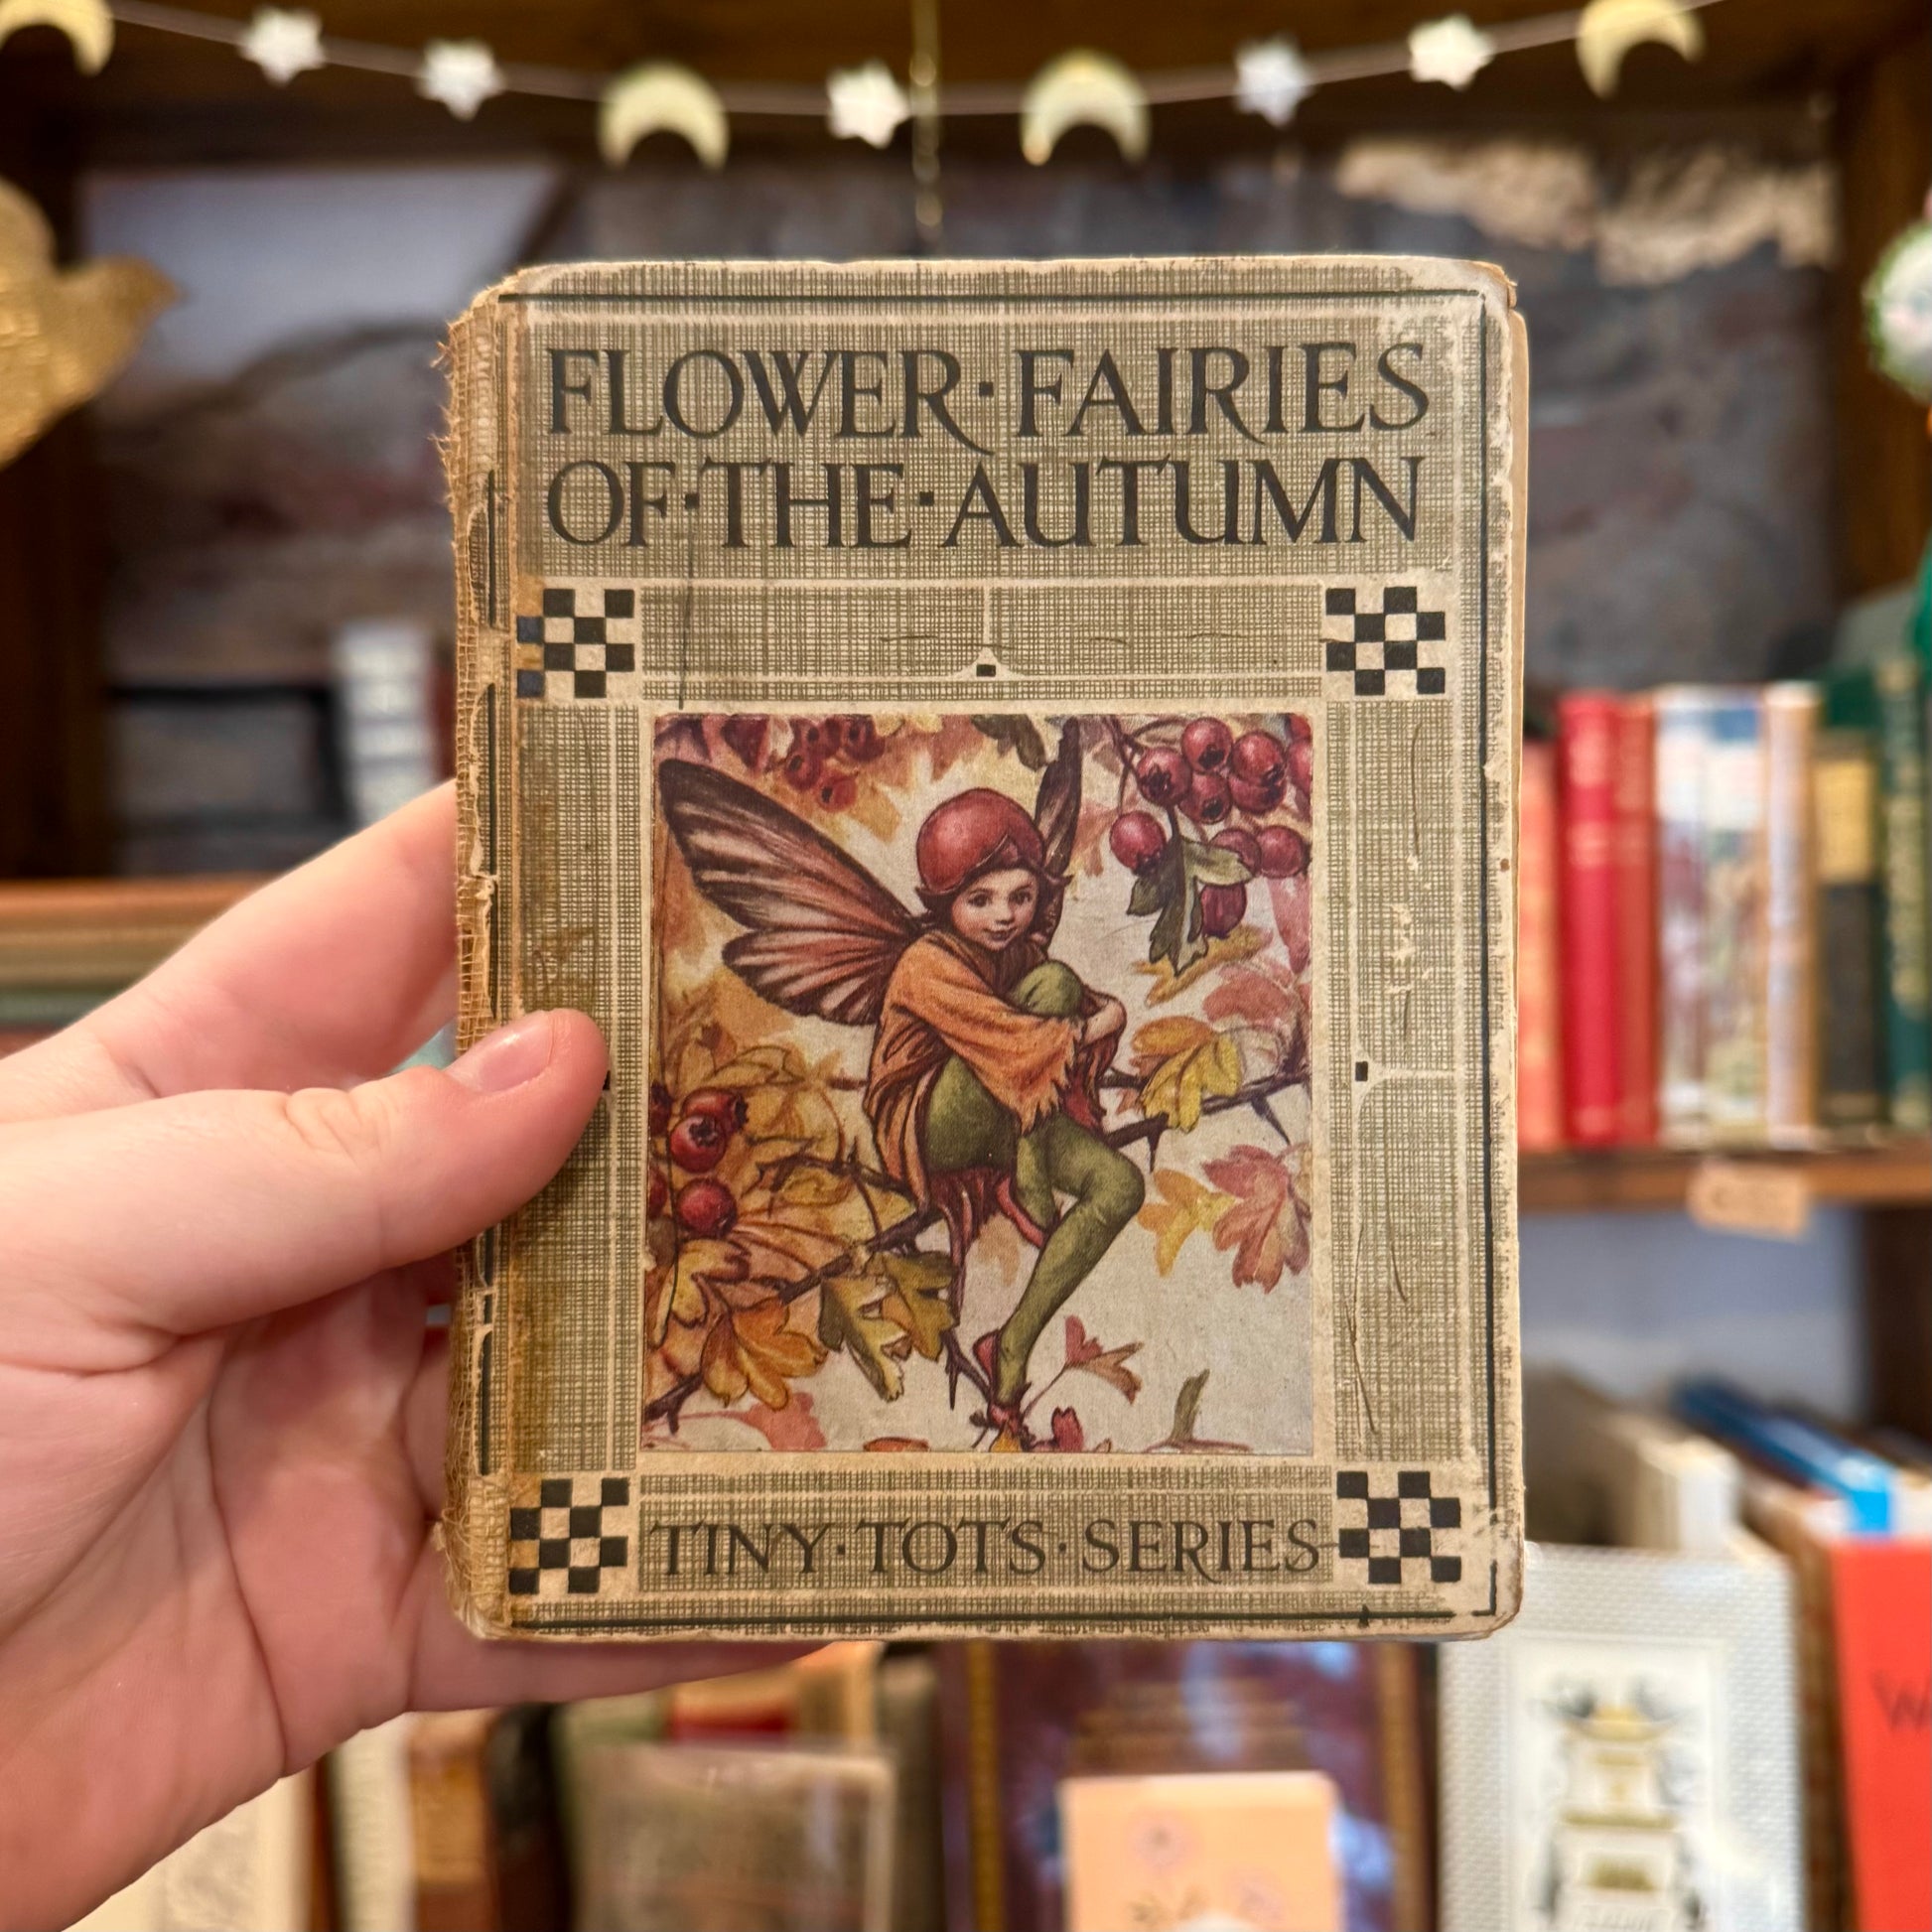 FLOWER·FAIRIES
OF·THE·AUTUMN
TINY·TOTS·SERIES